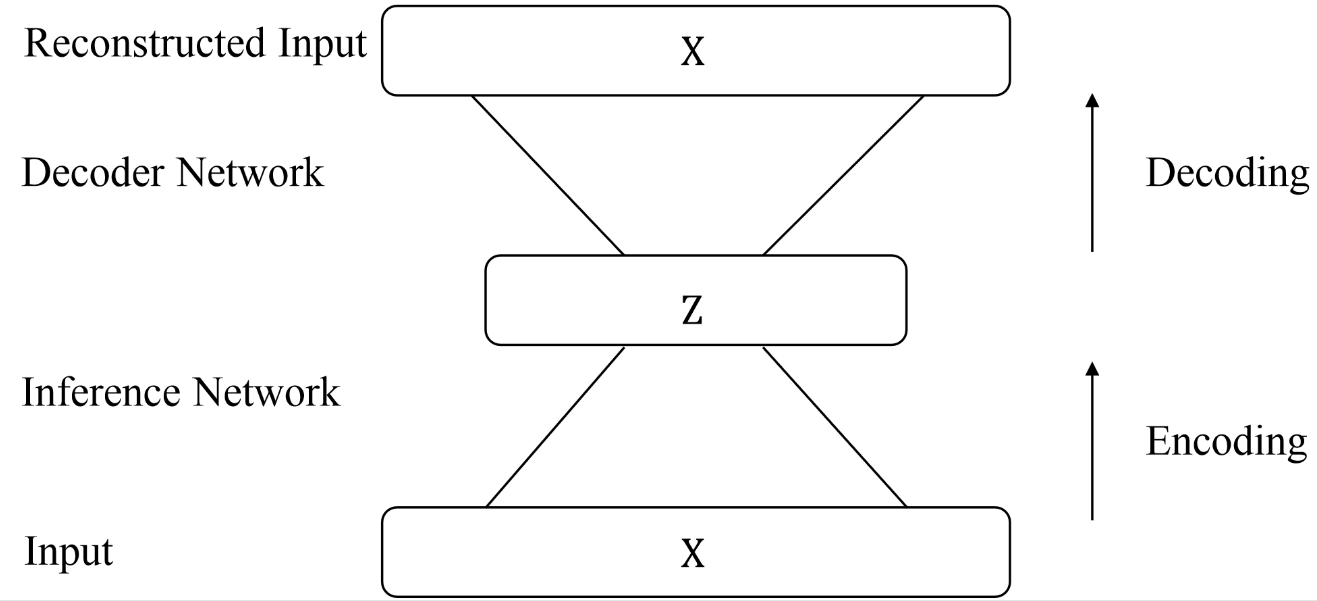 Reconstructed Input
X
Decoder Network
Decoding
Z
Inference Network
Encoding
Input
X